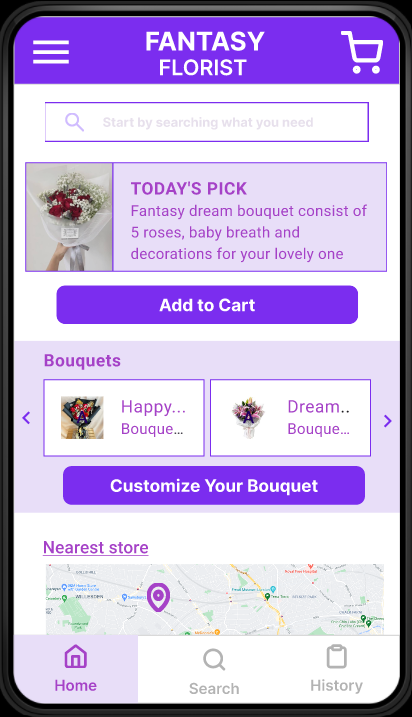 FANTASY
FLORIST
Start by searching what you need
TODAY'S PICK
Fantasy dream bouquet consist of
5 roses, baby breath and
decorations for your lovely one
Add to Cart
Bouquets
Happy...
Bouque...
Dream..
Bouque...
Customize Your Bouquet
Nearest store
WILLESDEN
Home
Search
History